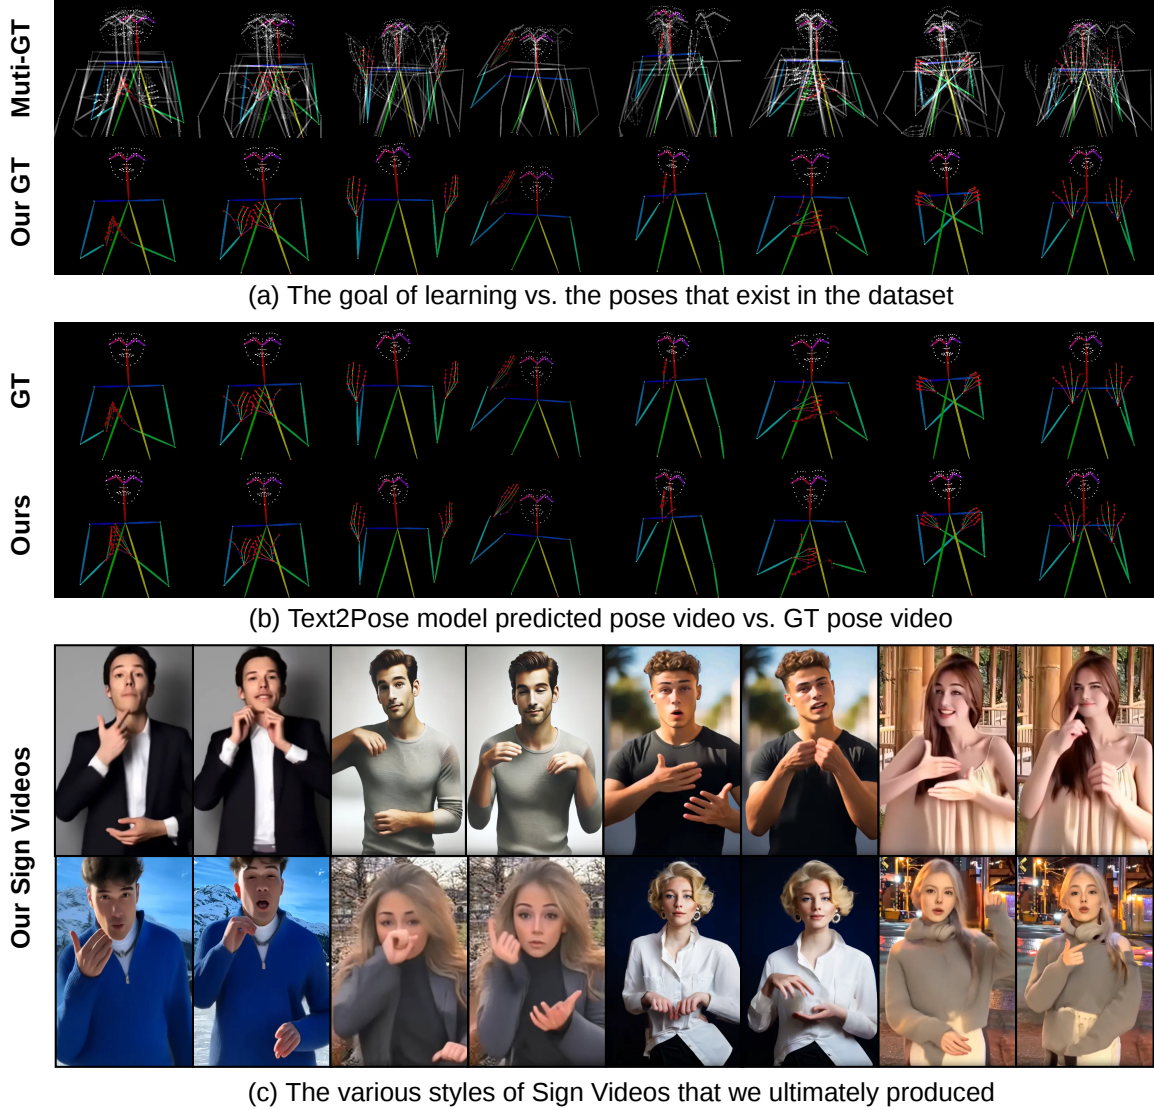 Muti-GT
Our GT
(a) The goal of learning vs. the poses that exist in the dataset
GT
Ours
(b) Text2Pose model predicted pose video vs. GT pose video
Our Sign Videos
(c) The various styles of Sign Videos that we ultimately produced